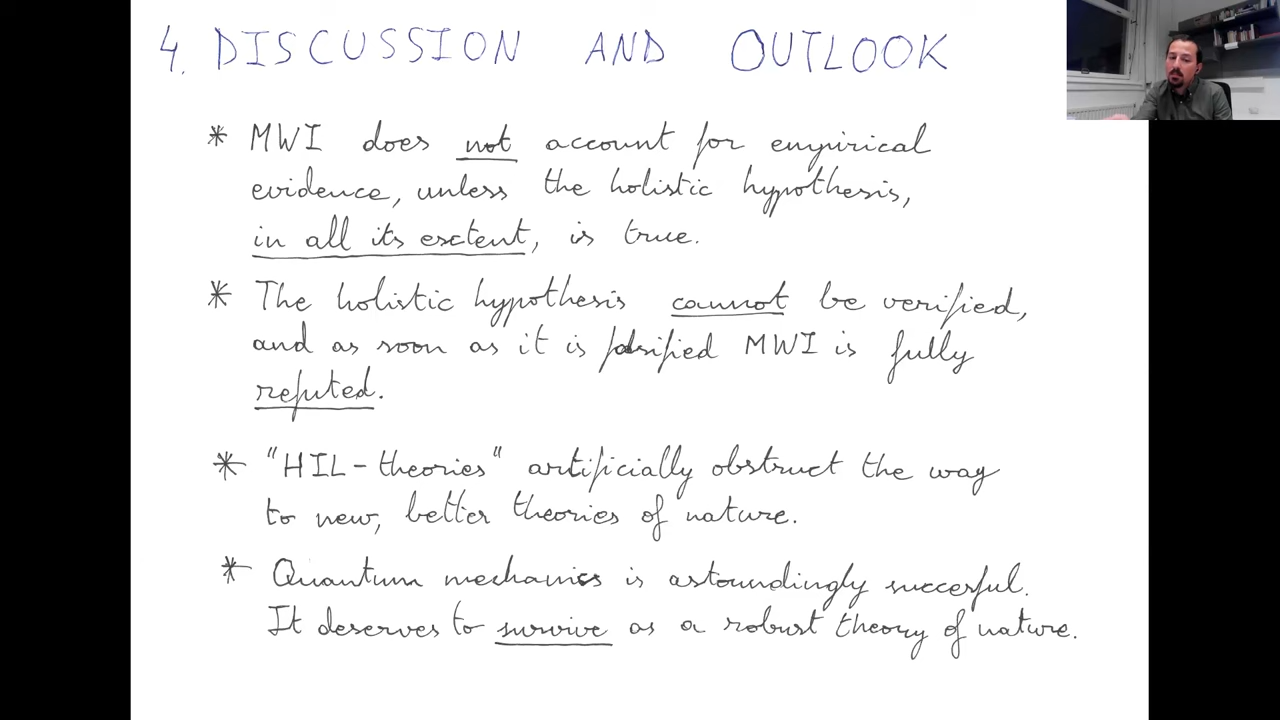 4. DISCUSSION AND OUTLOOK
* MWI does not account for empirical
evidence, unless the holistic hypothesis,
in all its extent, is true.
* The holistic hypothesis cannot be verified,
and as soon as it is falsified MWI is fully
refuted.
* "HIL-theories" artificially obstruct the way
to new, better theories of nature.
* Quantum mechanics is astoundingly succesful.
It deserves to survive as a robust theory of nature.